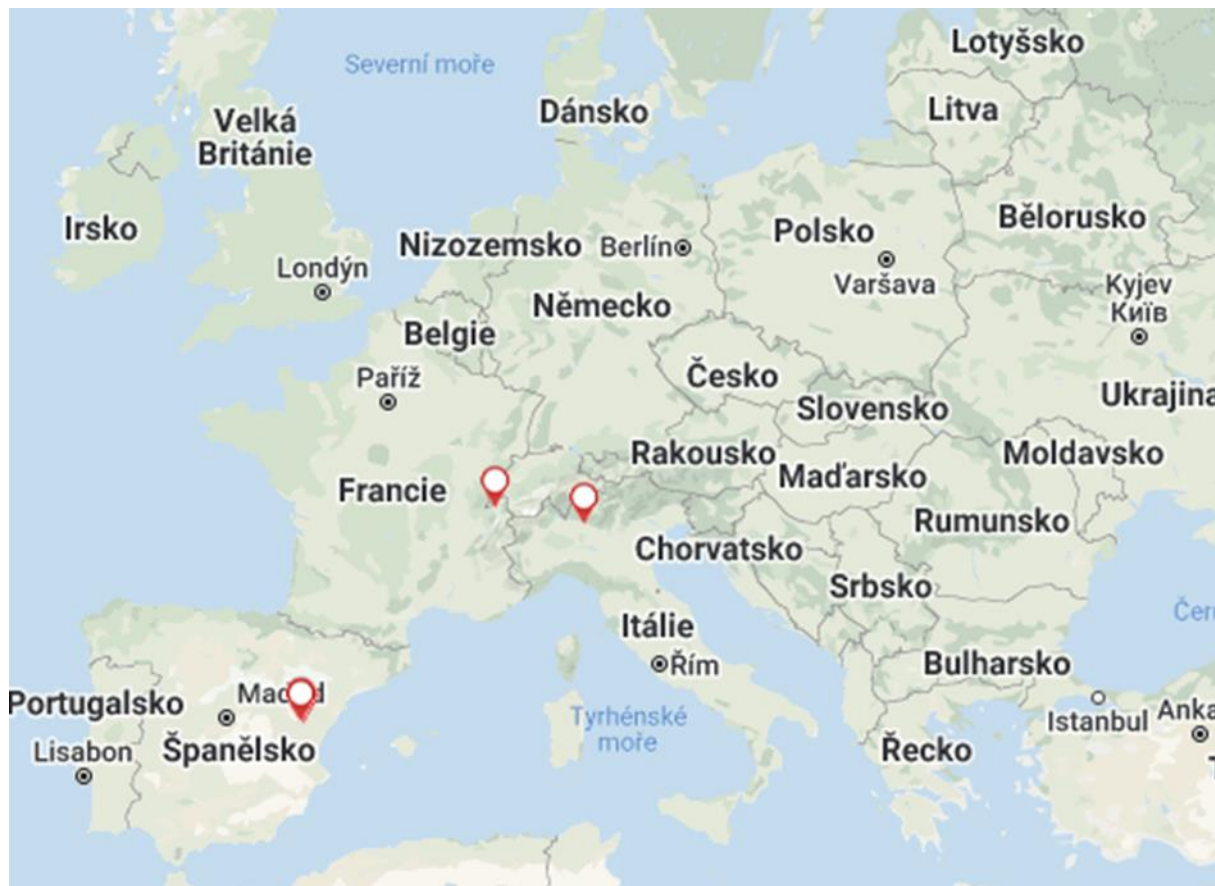 Lotyšsko
Severní moře
Dánsko
Litva
Velká
Británie
Irsko
Bělorusko
Polsko
Nizozemsko
Berlín
Londýn
Varšava
Kyjev
Київ
Německo
Belgie
Paříž
Česko
Ukrajina
Slovensko
Rakousko
Moldavsko
Maďarsko
Francie
Rumunsko
Chorvatsko
Srbsko
Čer
Itálie
Řím
Bulharsko
Portugalsko
Tyrhénské
moře
Istanbul
Anka
Lisabon
Španělsko
Řecko